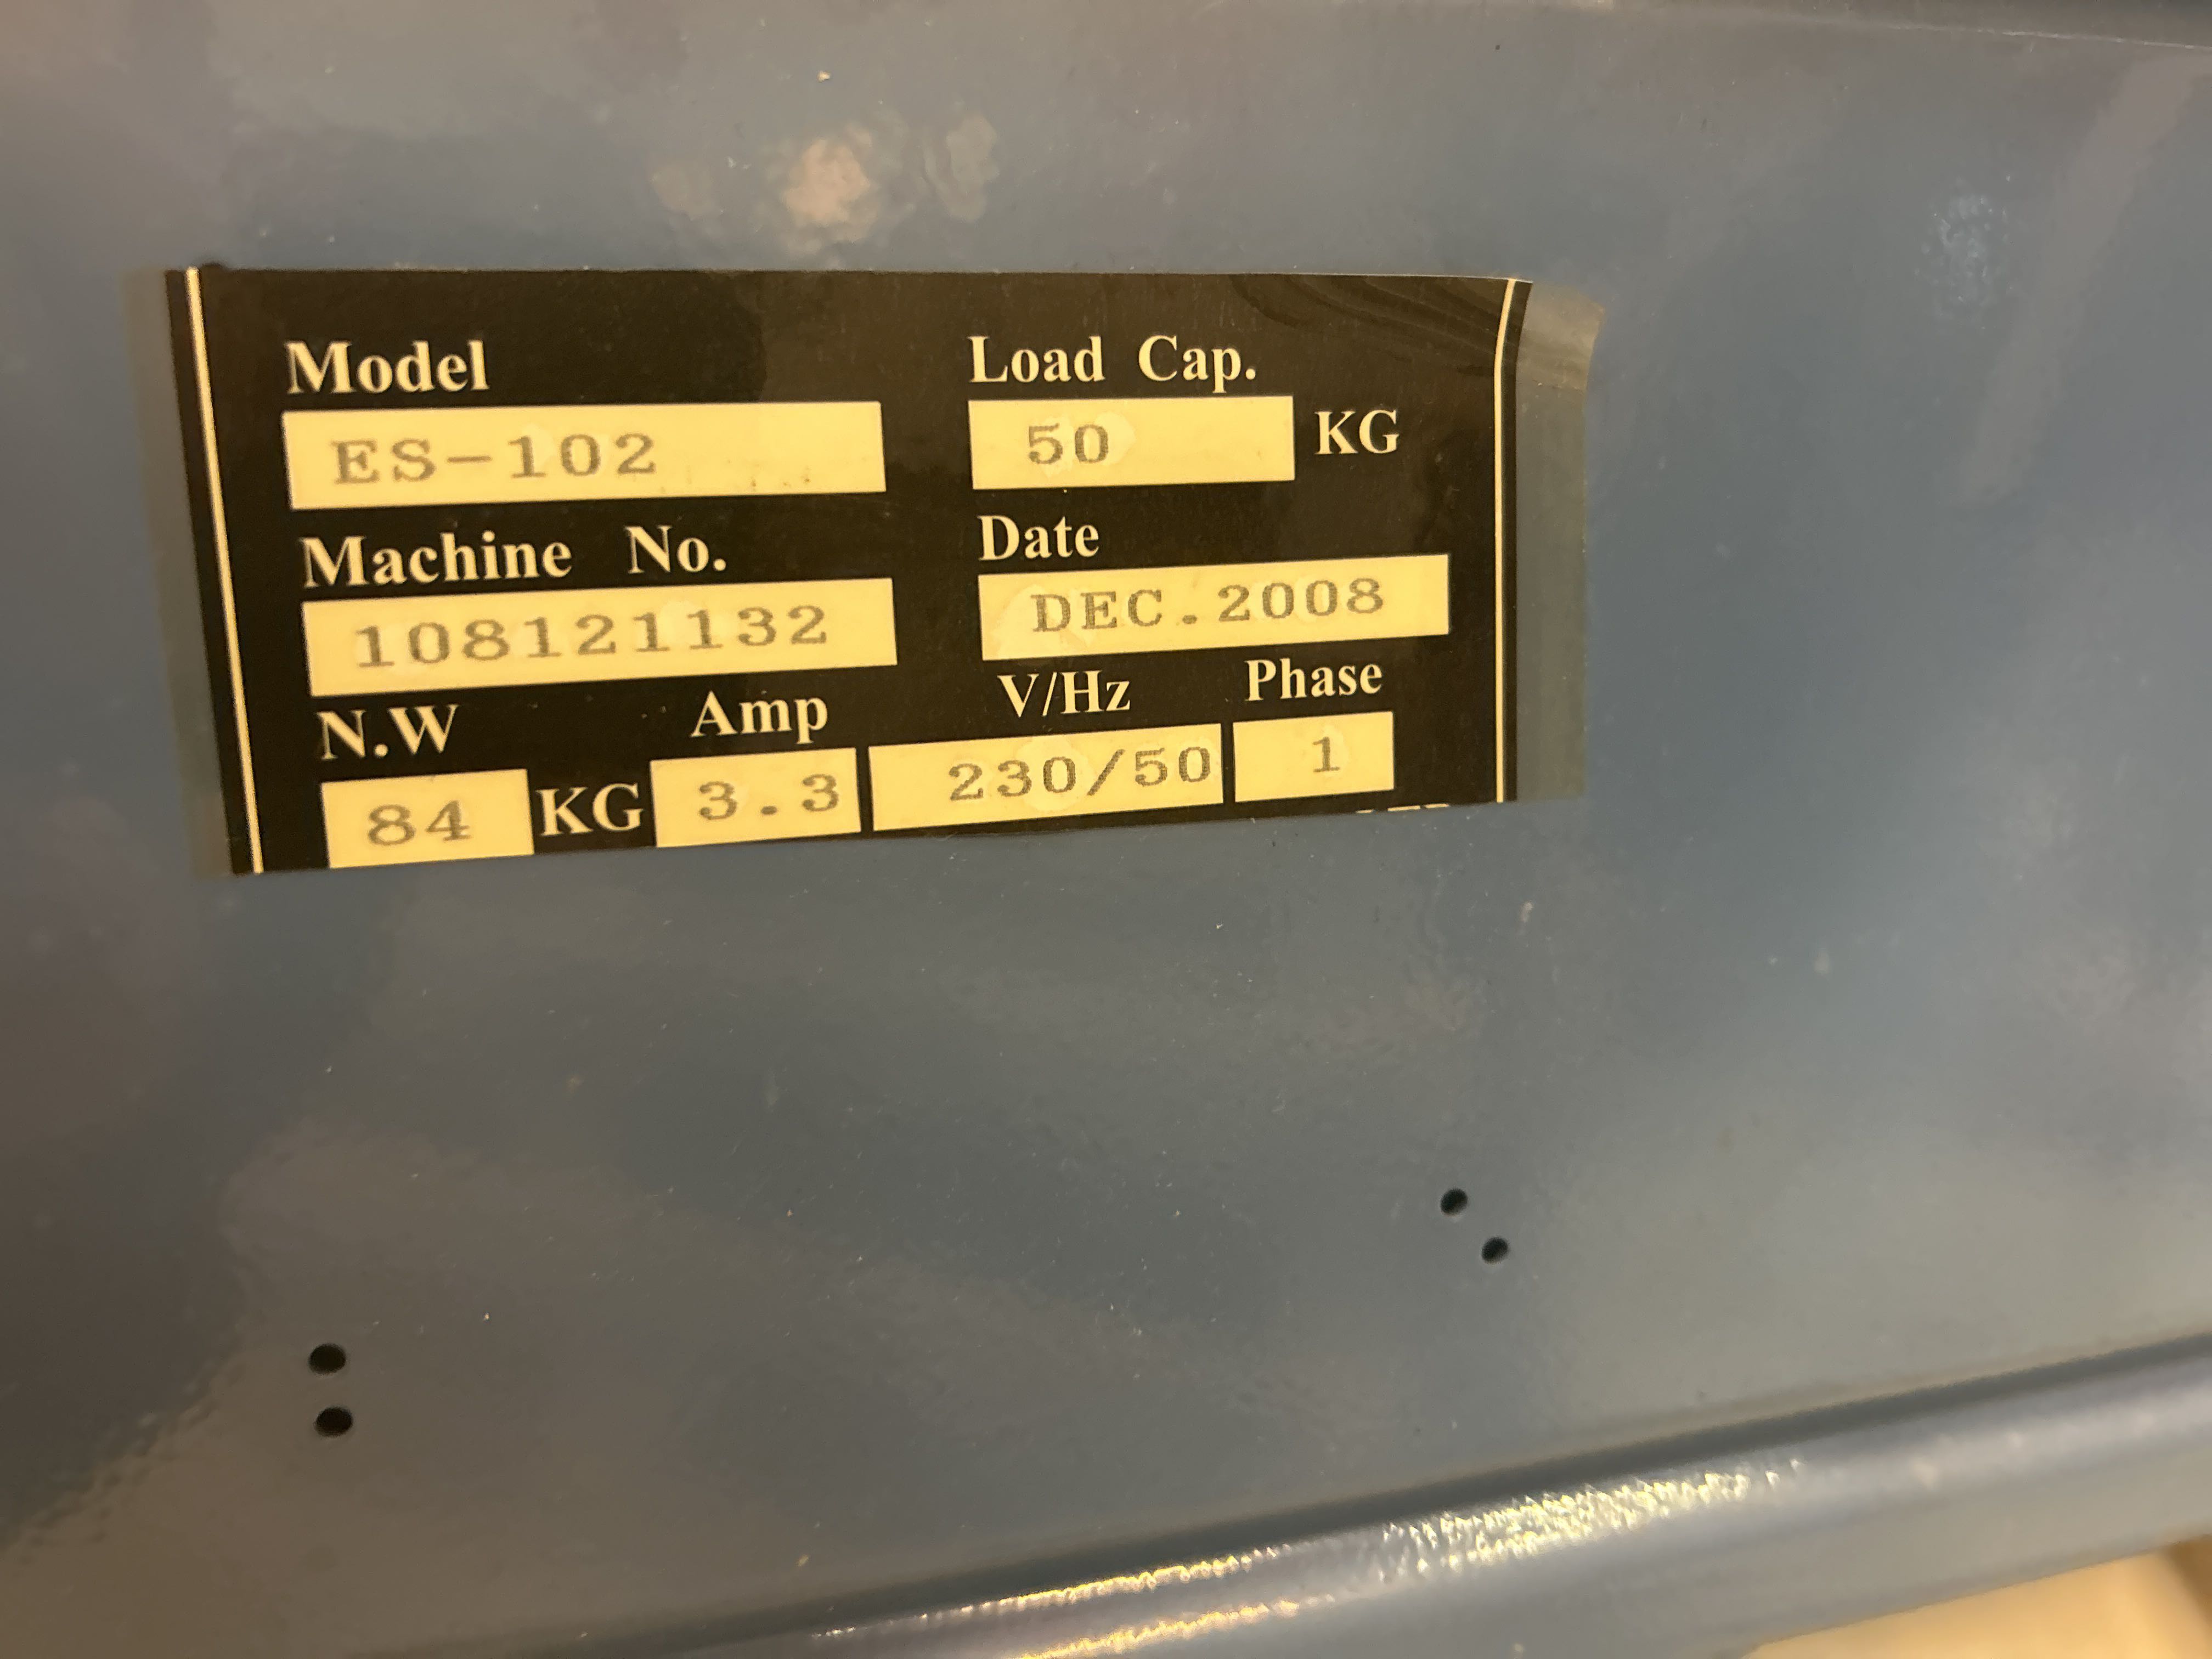 Model Load Cap.
ES-102 50 KG
Machine No. Date
108121132 DEC.2008
N.W Amp V/Hz Phase
84 KG 3.3 230/50 1